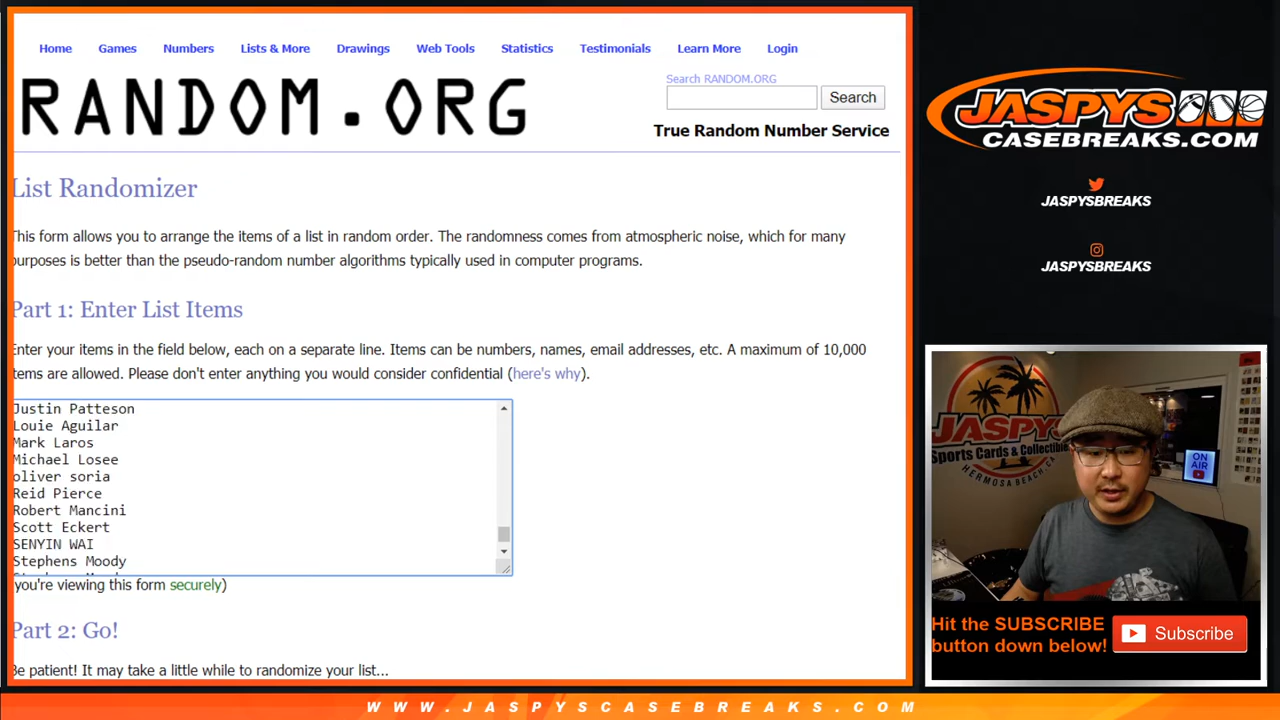 Home Games Numbers Lists & More Drawings Web Tools Statistics Testimonials Learn More Login
RANDOM.ORG
Search RANDOM.ORG
Search
True Random Number Service
List Randomizer
This form allows you to arrange the items of a list in random order. The randomness comes from atmospheric noise, which for many
purposes is better than the pseudo-random number algorithms typically used in computer programs.
Part 1: Enter List Items
Enter your items in the field below, each on a separate line. Items can be numbers, names, email addresses, etc. A maximum of 10,000
items are allowed. Please don't enter anything you would consider confidential (here's why).
Justin Patteson
Louie Aguilar
Mark Laros
Michael Losee
oliver soria
Reid Pierce
Robert Mancini
Scott Eckert
SENYIN WAI
Stephens Moody
you're viewing this form securely)
Part 2: Go!
Be patient! It may take a little while to randomize your list...
JASPYS
CASEBREAKS.COM
JASPYSBREAKS
JASPYSBREAKS
JASPYS
Sports Cards & Collectibles
HERMOSA BEACH, CA
ON AIR
Hit the SUBSCRIBE
button down below!
Subscribe
WWW.JASPYSCASEBREAKS.COM